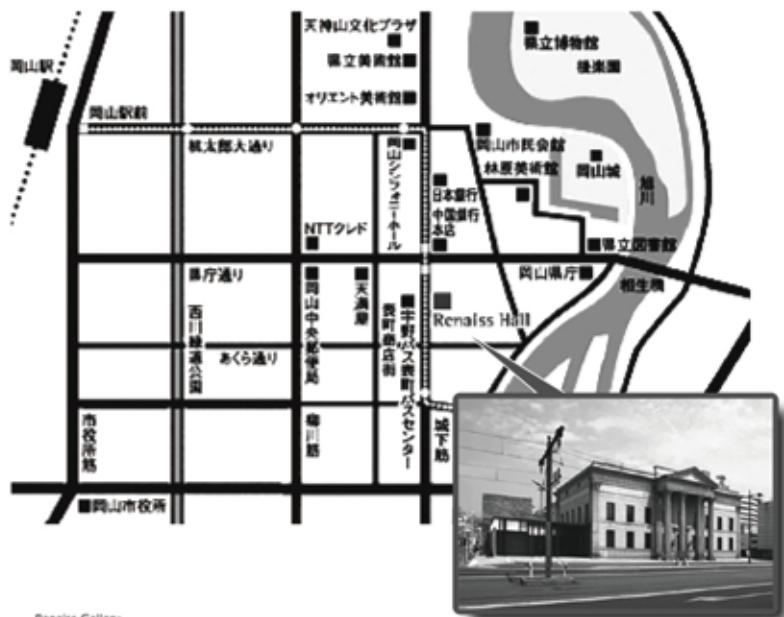 天神山文化プラザ
県立美術館
オリエント美術館
県立博物館
後楽園
岡山駅
岡山駅前
桃太郎大通り
岡山シンフォニーホール
岡山市民会館
林原美術館
岡山城
旭川
日本銀行
中国銀行
本店
NTTクレド
県立図書館
県庁通り
岡山県庁
相生橋
西川緑道公園
岡山中央郵便局
天満屋
表町商店街
宇野バス表町バスセンター
Renaiss Hall
あくら通り
市役所筋
柳川筋
城下筋
岡山市役所